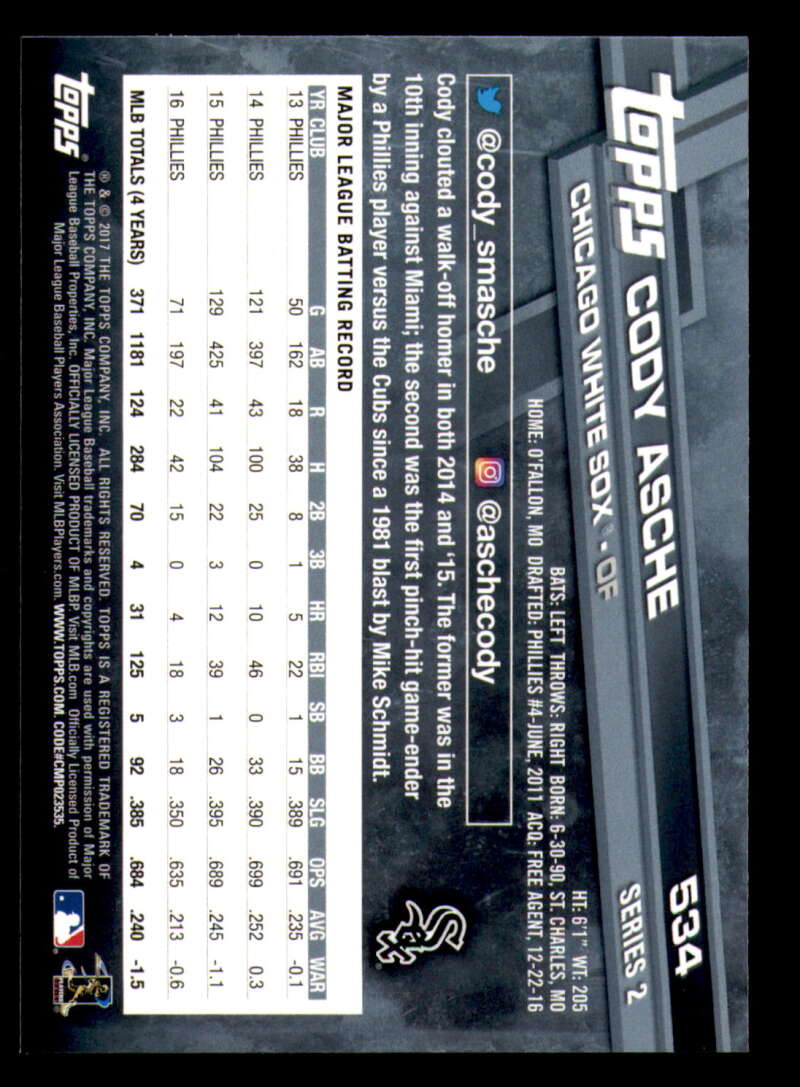 TOPPS CODY ASCHE 534
CHICAGO WHITE SOX® • OF SERIES 2
HT: 6'1" WT: 205
BATS: LEFT THROWS: RIGHT BORN: 6-30-90, ST. CHARLES, MO
HOME: O'FALLON, MO DRAFTED: PHILLIES #4-JUNE, 2011 ACQ: FREE AGENT, 12-22-16
@cody_smasche @aschecody
Sox
Cody clouted a walk-off homer in both 2014 and '15. The former was in the
10th inning against Miami; the second was the first pinch-hit game-ender
by a Phillies player versus the Cubs since a 1981 blast by Mike Schmidt.
MAJOR LEAGUE BATTING RECORD
YR CLUB G AB R H 2B 3B HR RBI SB BB SLG OPS AVG WAR
13 PHILLIES 50 162 18 38 8 1 5 22 1 15 .389 .691 .235 -0.1
14 PHILLIES 121 397 43 100 25 0 10 46 0 33 .390 .699 .252 0.3
15 PHILLIES 129 425 41 104 22 3 12 39 1 26 .395 .689 .245 -1.1
16 PHILLIES 71 197 22 42 15 0 4 18 3 18 .350 .635 .213 -0.6
MLB TOTALS (4 YEARS) 371 1181 124 284 70 4 31 125 5 92 .385 .684 .240 -1.5
TOPPS®
® & © 2017 THE TOPPS COMPANY, INC. ALL RIGHTS RESERVED. TOPPS IS A REGISTERED TRADEMARK OF
THE TOPPS COMPANY, INC. Major League Baseball trademarks and copyrights are used with permission of Major
League Baseball Properties, Inc. OFFICIALLY LICENSED PRODUCT OF MLBP. Visit MLB.com Officially Licensed Product of
Major League Baseball Players Association. Visit MLBPlayers.com. WWW.TOPPS.COM. CODE#CMP023535.